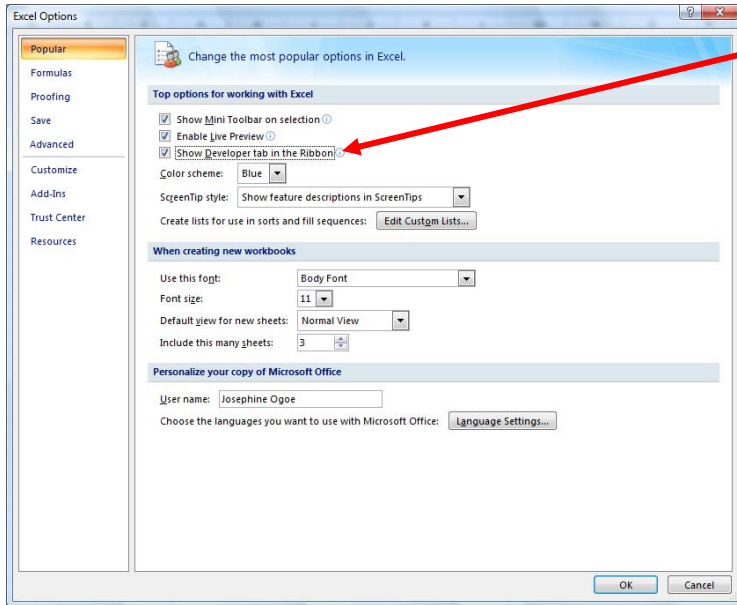 Excel Options
Popular
Formulas
Proofing
Save
Advanced
Customize
Add-Ins
Trust Center
Resources
Change the most popular options in Excel.
Top options for working with Excel
Show Mini Toolbar on selection
Enable Live Preview
Show Developer tab in the Ribbon
Color scheme: Blue
ScreenTip style: Show feature descriptions in ScreenTips
Create lists for use in sorts and fill sequences: Edit Custom Lists...
When creating new workbooks
Use this font: Body Font
Font size: 11
Default view for new sheets: Normal View
Include this many sheets: 3
Personalize your copy of Microsoft Office
User name: Josephine Ogoe
Choose the languages you want to use with Microsoft Office: Language Settings...
OK Cancel